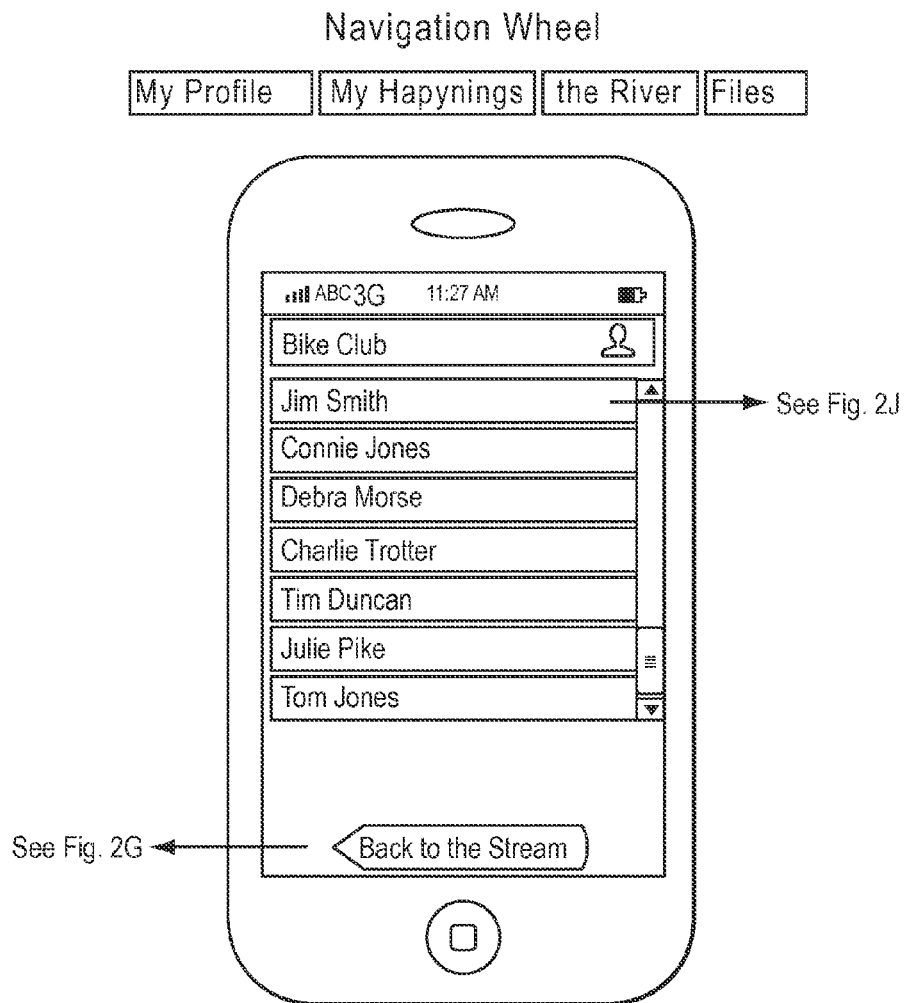 Navigation Wheel
My Profile My Hapynings the River Files
ABC 3G 11:27 AM
Bike Club
Jim Smith
See Fig. 2J
Connie Jones
Debra Morse
Charlie Trotter
Tim Duncan
Julie Pike
Tom Jones
See Fig. 2G
Back to the Stream